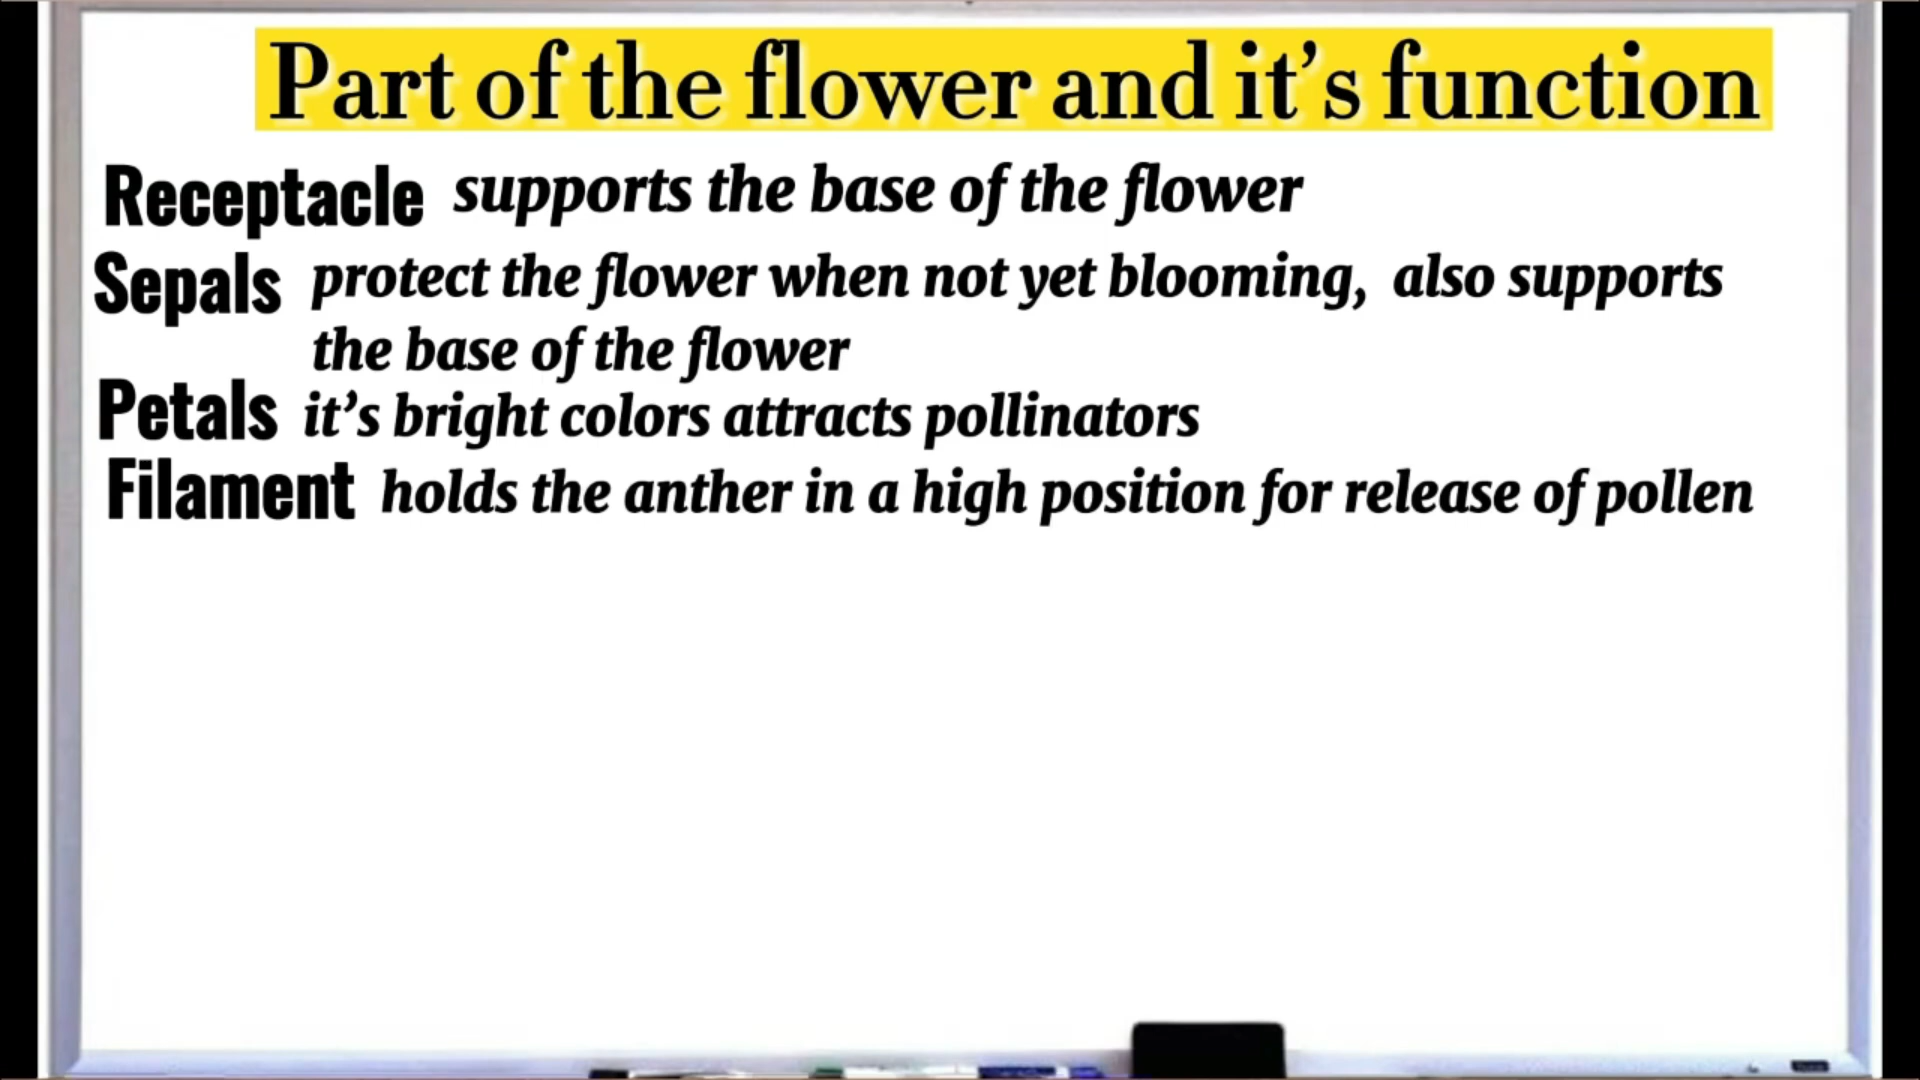 Part of the flower and it’s function
Receptacle supports the base of the flower
Sepals protect the flower when not yet blooming, also supports
the base of the flower
Petals it’s bright colors attracts pollinators
Filament holds the anther in a high position for release of pollen